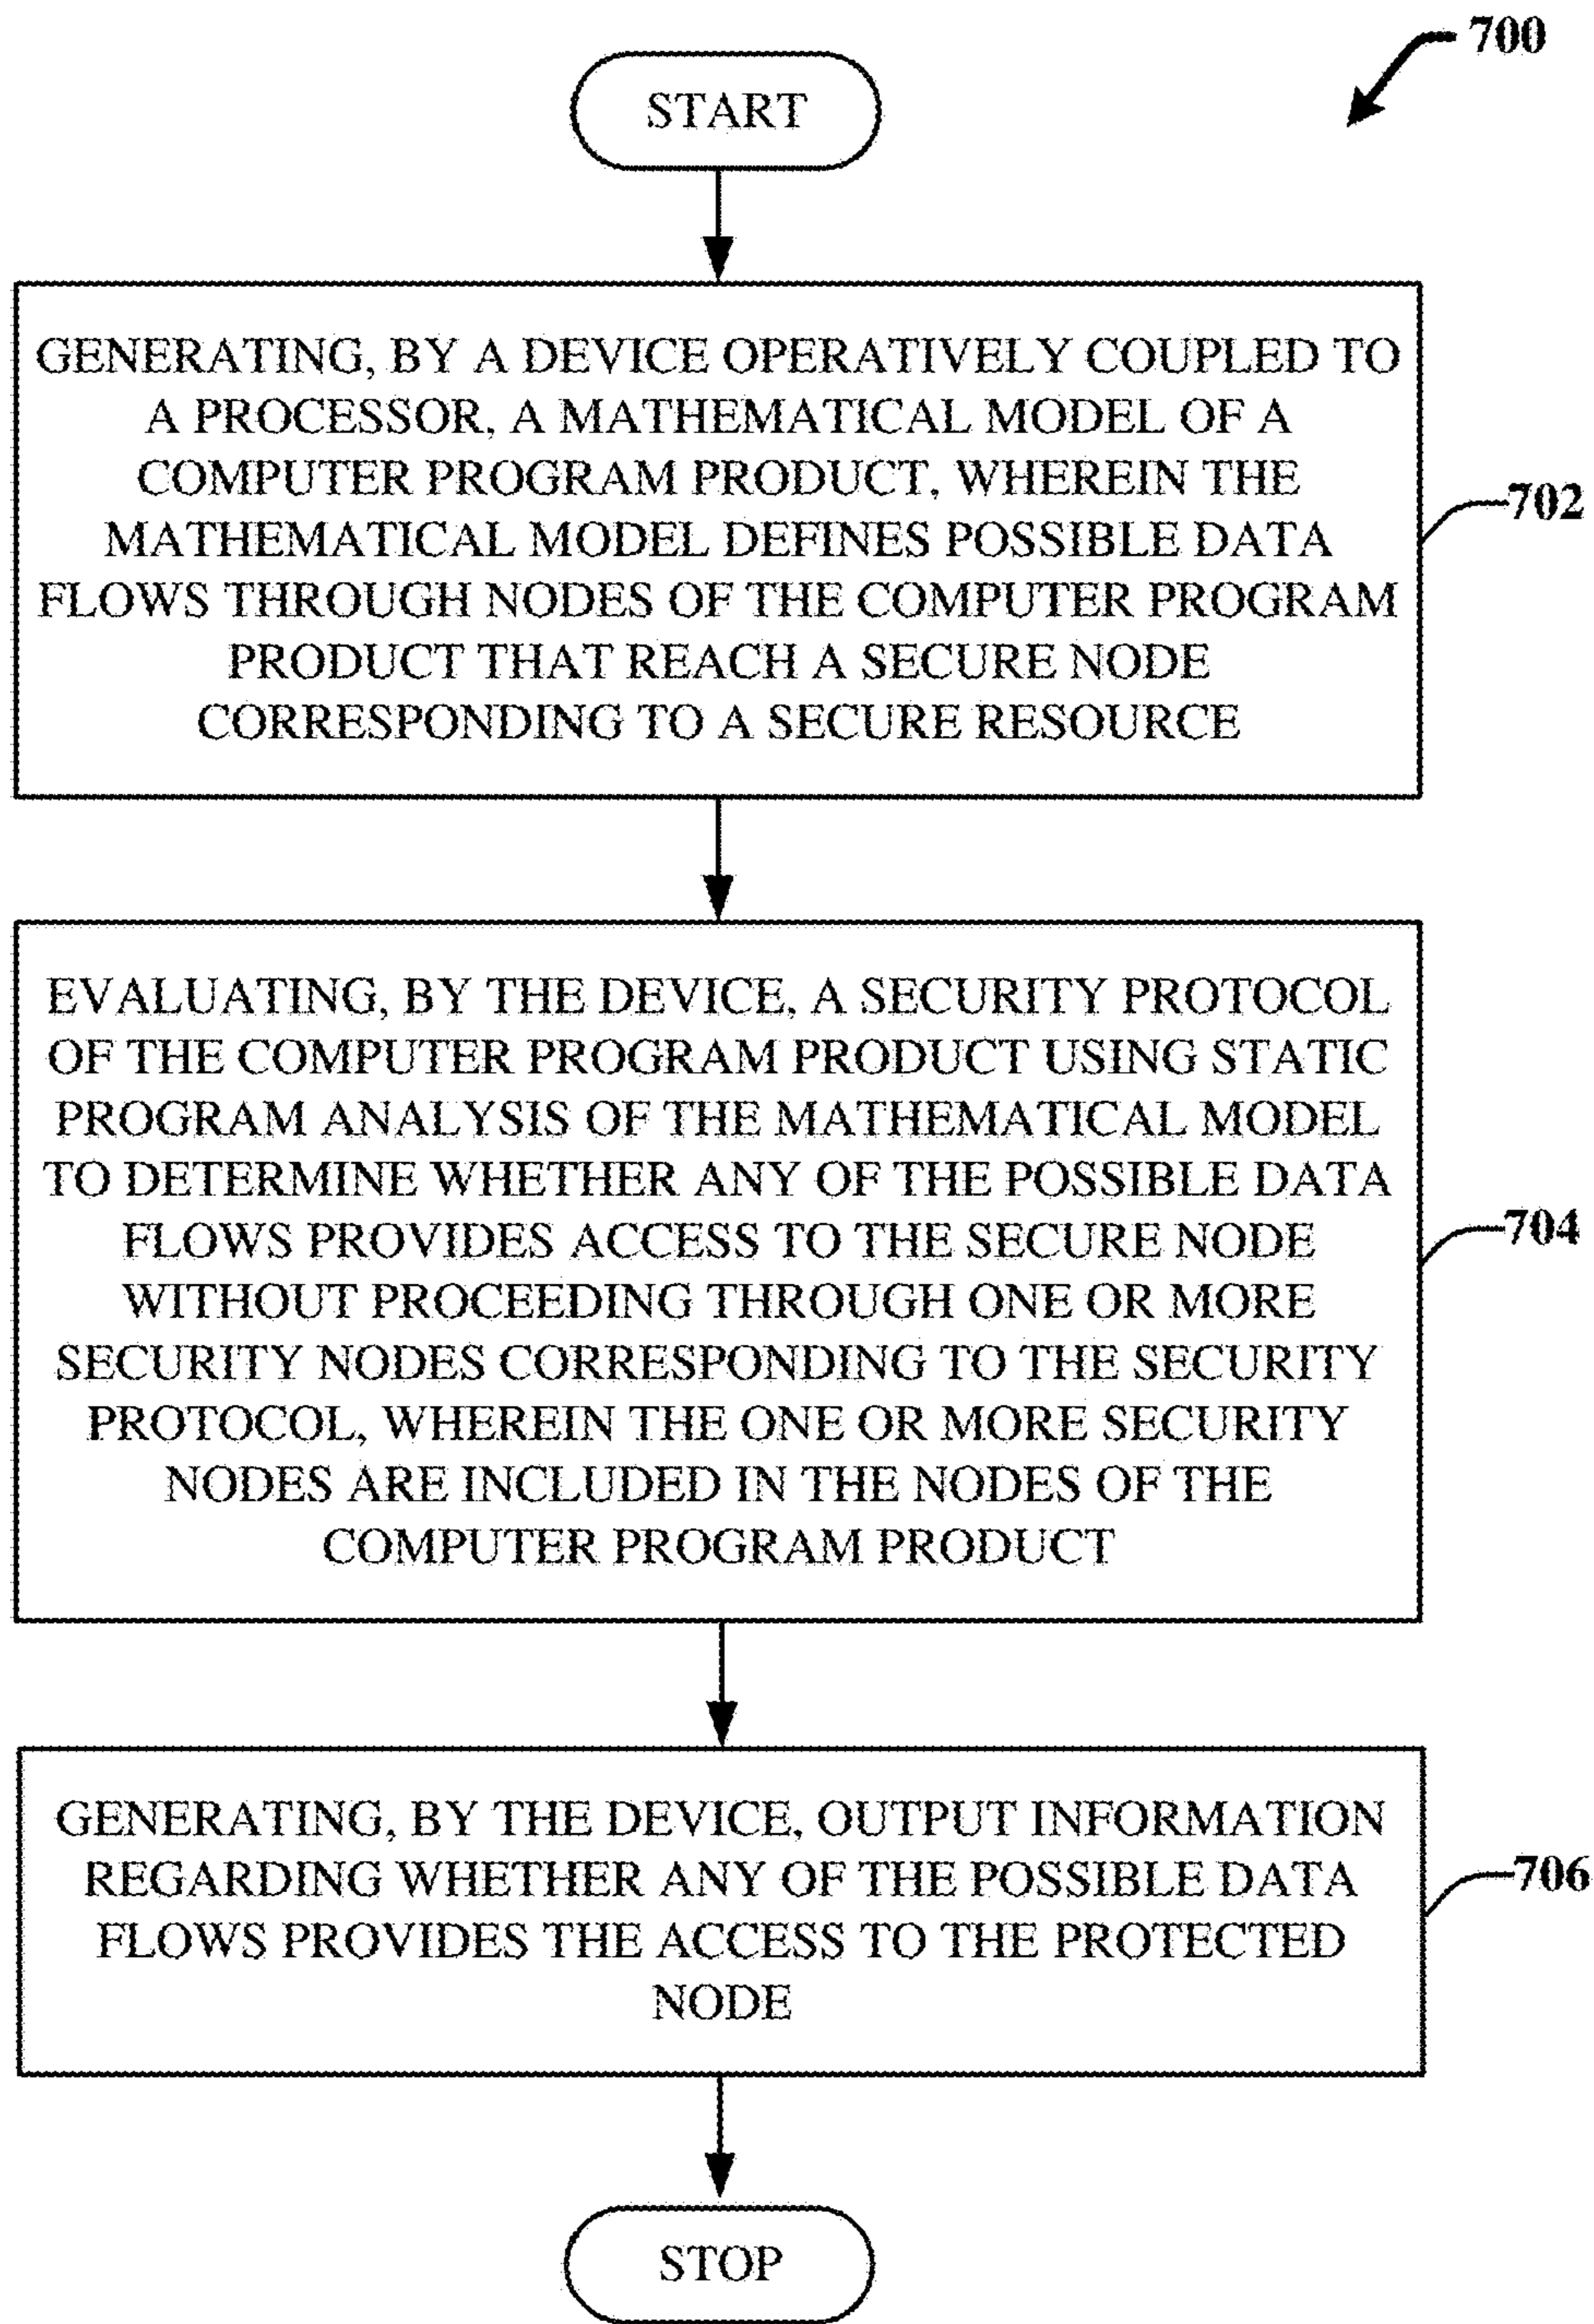 700
START
GENERATING, BY A DEVICE OPERATIVELY COUPLED TO
A PROCESSOR, A MATHEMATICAL MODEL OF A
COMPUTER PROGRAM PRODUCT, WHEREIN THE
MATHEMATICAL MODEL DEFINES POSSIBLE DATA
FLOWS THROUGH NODES OF THE COMPUTER PROGRAM
PRODUCT THAT REACH A SECURE NODE
CORRESPONDING TO A SECURE RESOURCE
702
EVALUATING, BY THE DEVICE, A SECURITY PROTOCOL
OF THE COMPUTER PROGRAM PRODUCT USING STATIC
PROGRAM ANALYSIS OF THE MATHEMATICAL MODEL
TO DETERMINE WHETHER ANY OF THE POSSIBLE DATA
FLOWS PROVIDES ACCESS TO THE SECURE NODE
WITHOUT PROCEEDING THROUGH ONE OR MORE
SECURITY NODES CORRESPONDING TO THE SECURITY
PROTOCOL, WHEREIN THE ONE OR MORE SECURITY
NODES ARE INCLUDED IN THE NODES OF THE
COMPUTER PROGRAM PRODUCT
704
GENERATING, BY THE DEVICE, OUTPUT INFORMATION
REGARDING WHETHER ANY OF THE POSSIBLE DATA
FLOWS PROVIDES THE ACCESS TO THE PROTECTED
NODE
706
STOP